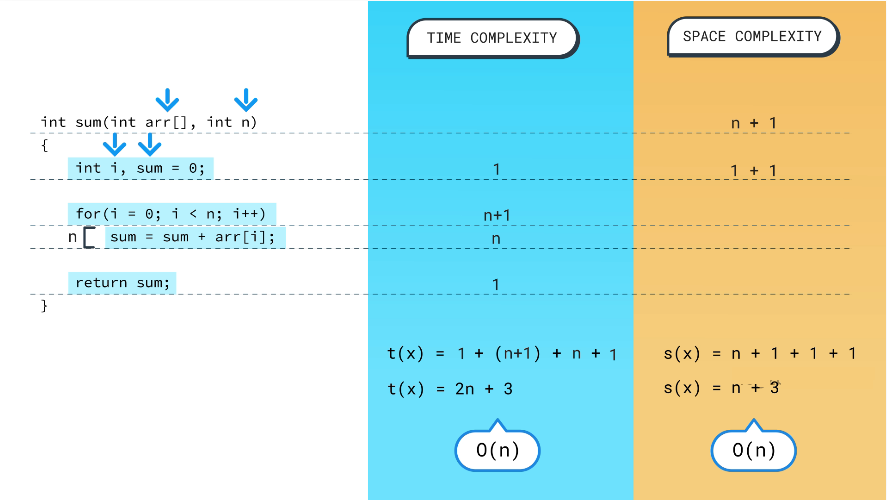 TIME COMPLEXITY
SPACE COMPLEXITY
int sum(int arr[], int n)
n + 1
{
int i, sum = 0;
1
1 + 1
for(i = 0; i < n; i++)
n+1
n
sum = sum + arr[i];
n
return sum;
1
}
t(x) = 1 + (n+1) + n + 1
s(x) = n + 1 + 1 + 1
t(x) = 2n + 3
s(x) = n + 3
O(n)
O(n)